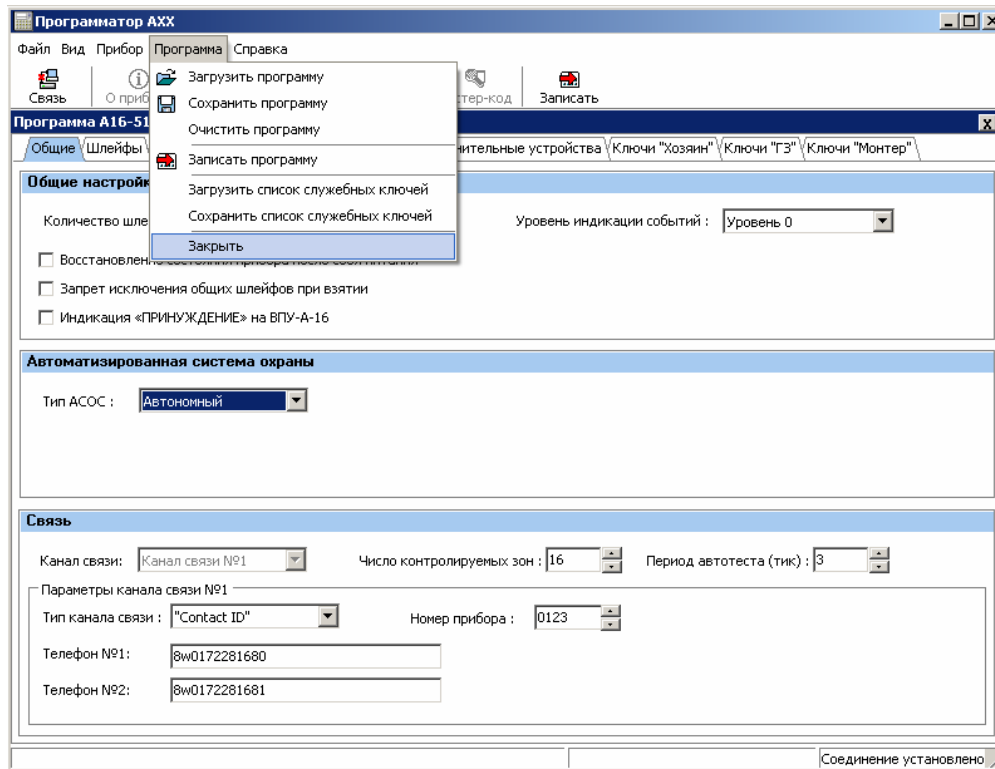 Программатор АХХ
Файл Вид Прибор Программа Справка
Загрузить программу
Сохранить программу
Очистить программу
Записать программу
Загрузить список служебных ключей
Сохранить список служебных ключей
Закрыть
Связь О Записать
Программа А16-51
Общие Шлейфы Ключи "Хозяин" Ключи "ГЗ" Ключи "Монтер"
Общие
Количество Уровень индикации событий : Уровень 0
Запрет исключения общих шлейфов при взятии
Индикация «ПРИНУЖДЕНИЕ» на ВПУ-А-16
Автоматизированная система охраны
Тип АСОС : Автономный
Связь
Канал связи: Канал связи №1 Число контролируемых зон : 16 Период автотеста (тик) : 3
Параметры канала связи №1
Тип канала связи : "Contact ID" Номер прибора : 0123
Телефон №1: 8w0172281680
Телефон №2: 8w0172281681
Соединение установлено